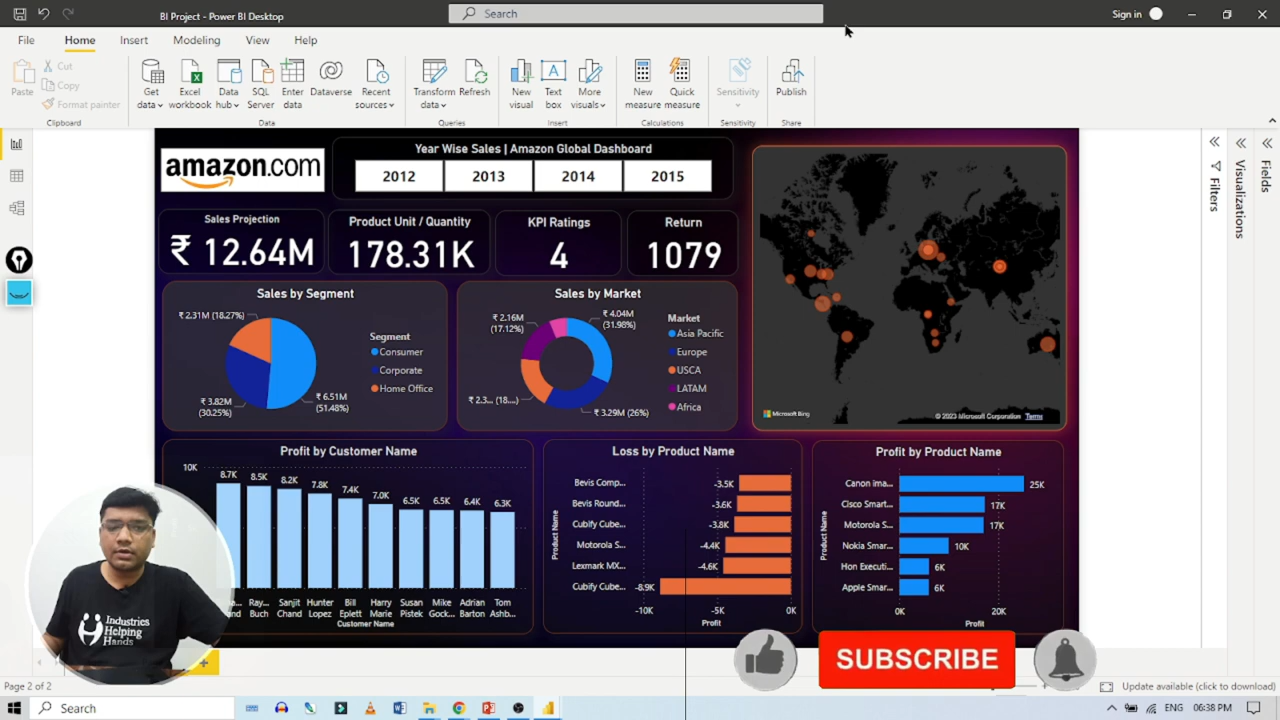 BI Project - Power BI Desktop
Search
Sign in
File Home Insert Modeling View Help
Paste
Cut
Copy
Format painter
Clipboard
Get data
Excel workbook
Data hub
SQL Server
Enter data
Dataverse
Recent sources
Data
Transform data
Refresh
Queries
New visual
Text box
More visuals
Insert
New measure
Quick measure
Calculations
Sensitivity
Sensitivity
Publish
Share
amazon.com
Year Wise Sales | Amazon Global Dashboard
2012 2013 2014 2015
Sales Projection
₹ 12.64M
Product Unit / Quantity
178.31K
KPI Ratings
4
Return
1079
Sales by Segment
₹ 2.31M (18.27%)
₹ 3.82M
(30.25%)
₹ 6.51M
(51.48%)
Segment
Consumer
Corporate
Home Office
Sales by Market
₹ 2.16M
(17.12%)
₹ 4.04M
(31.98%)
₹ 2.3... (18....)
₹ 3.29M (26%)
Market
Asia Pacific
Europe
USCA
LATAM
Africa
Microsoft Bing
© 2023 Microsoft Corporation Terms
Filters
Visualizations
Fields
Profit by Customer Name
10K
8.7K 8.5K 8.2K 7.8K 7.4K 7.0K 6.5K 6.5K 6.4K 6.3K
Ray... Buch
Sanjit Chand
Hunter Lopez
Bill Eplett
Harry Marie
Susan Pistek
Mike Gock...
Adrian Barton
Tom Ashb...
Customer Name
Loss by Product Name
Product Name
Bevis Comp... -3.5K
Bevis Round... -3.6K
Cubify Cube... -3.8K
Motorola S... -4.4K
Lexmark MX... -4.6K
Cubify Cube... -8.9K
-10K -5K 0K
Profit
Profit by Product Name
Product Name
Canon ima... 25K
Cisco Smart... 17K
Motorola S... 17K
Nokia Smar... 10K
Hon Executi... 6K
Apple Smar... 6K
0K 20K
Profit
Industries
Helping
Hands
SUBSCRIBE
Page 2 of 2
Update available (click to download)
Search
06:38 PM